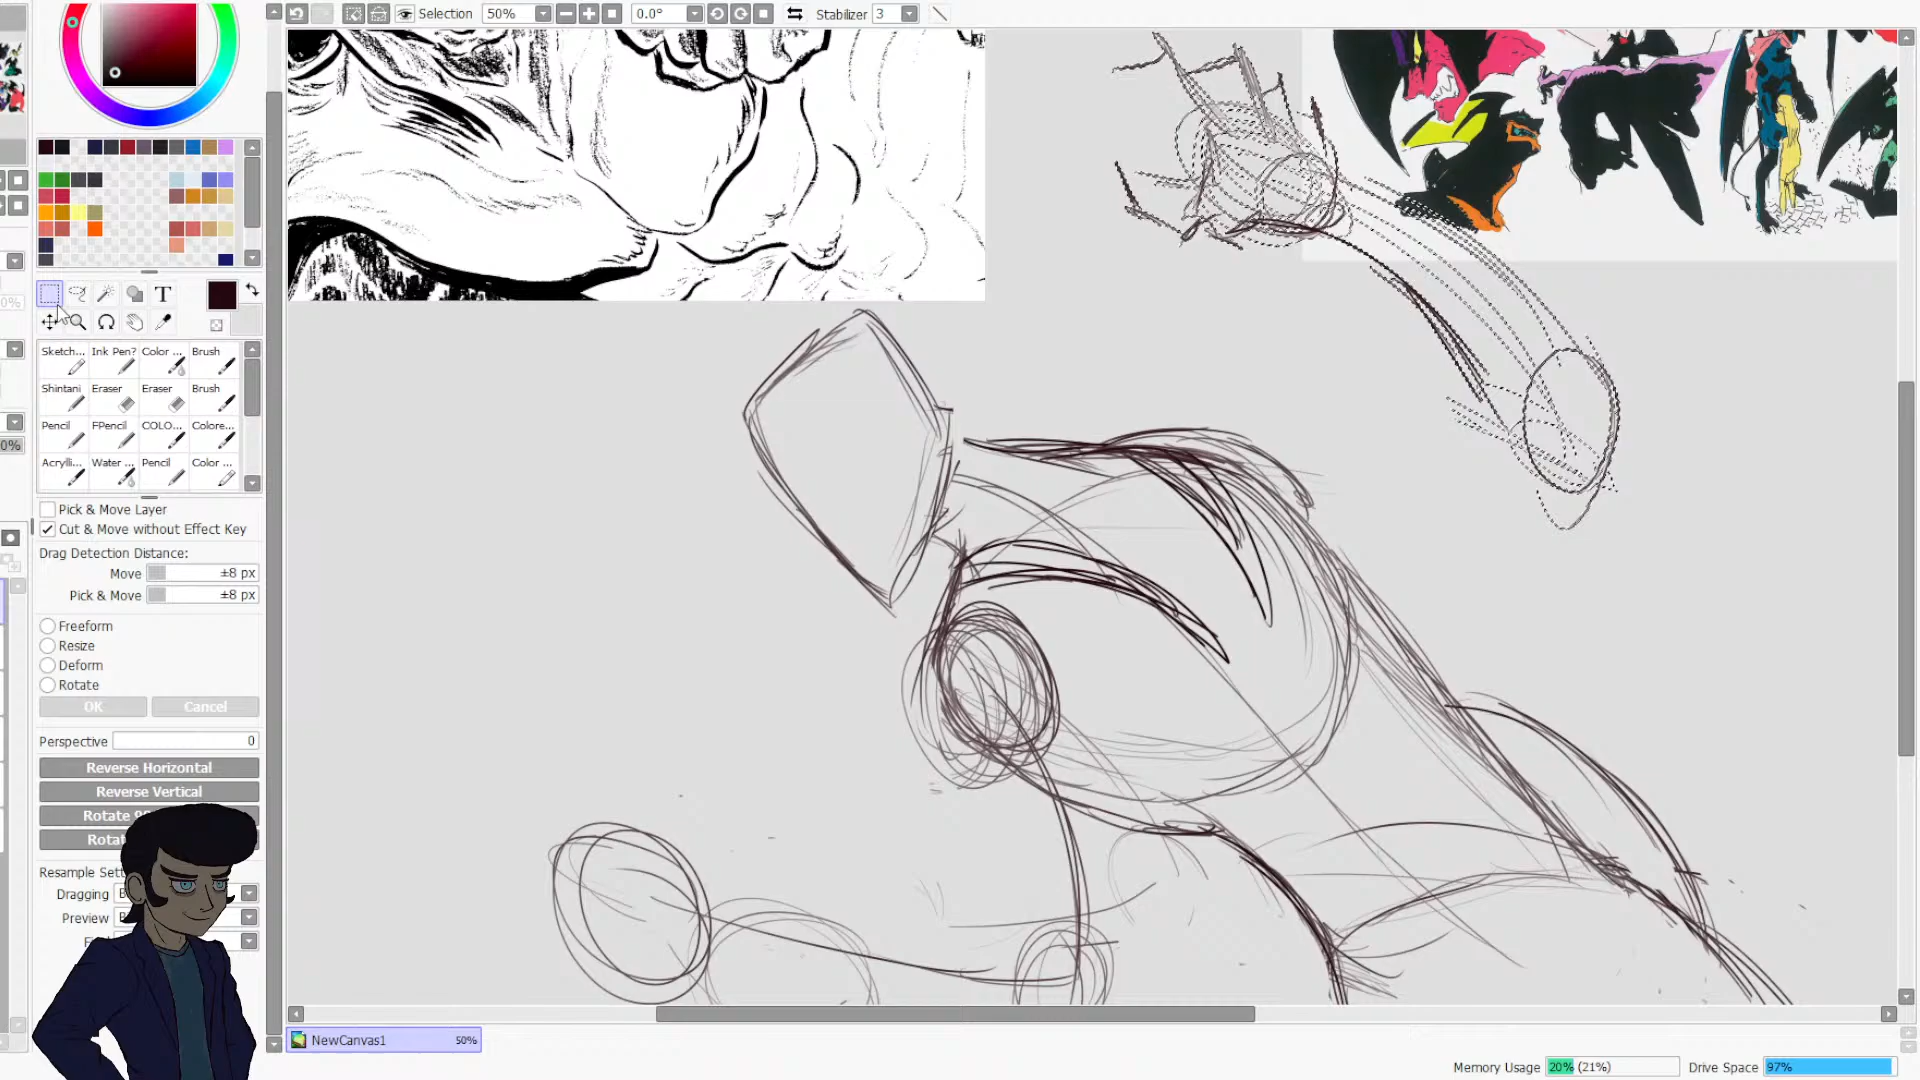 Selection 50% 0.0° Stabilizer 3
T
Sketch... Ink Pen? Color ... Brush
Shintani Eraser Eraser Brush
Pencil FPencil COLO... Colore...
Acrylli... Water ... Pencil Color ...
0%
0%
Pick & Move Layer
Cut & Move without Effect Key
Drag Detection Distance:
Move ±8 px
Pick & Move ±8 px
Freeform
Resize
Deform
Rotate
OK Cancel
Perspective 0
Reverse Horizontal
Reverse Vertical
Rotate
Resample
Dragging
Preview
NewCanvas1 50%
Memory Usage 20% (21%) Drive Space 97%